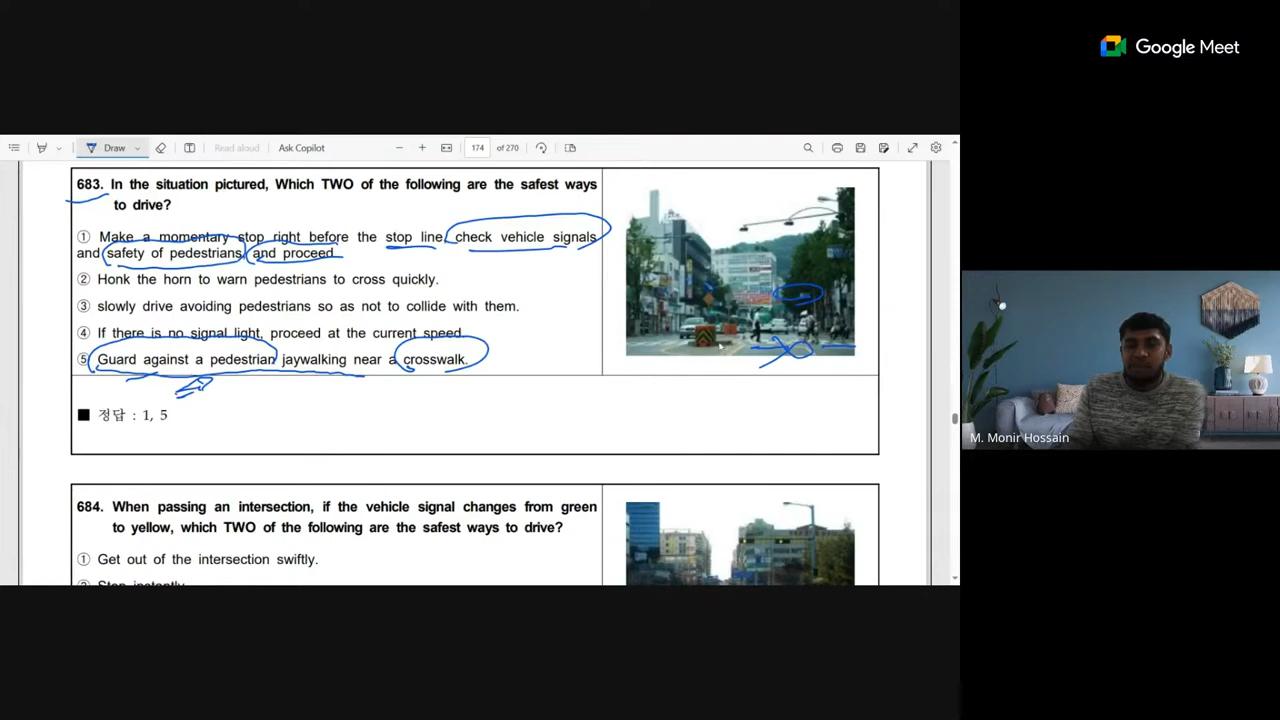 Google Meet
Draw
Read aloud
Ask Copilot
174
of 270
683. In the situation pictured, Which TWO of the following are the safest ways
to drive?
① Make a momentary stop right before the stop line, check vehicle signals
and safety of pedestrians and proceed.
② Honk the horn to warn pedestrians to cross quickly.
③ slowly drive avoiding pedestrians so as not to collide with them.
④ If there is no signal light, proceed at the current speed.
⑤ Guard against a pedestrian jaywalking near a crosswalk.
■ 정답 : 1, 5
684. When passing an intersection, if the vehicle signal changes from green
to yellow, which TWO of the following are the safest ways to drive?
① Get out of the intersection swiftly.
② Stop instantly.
M. Monir Hossain